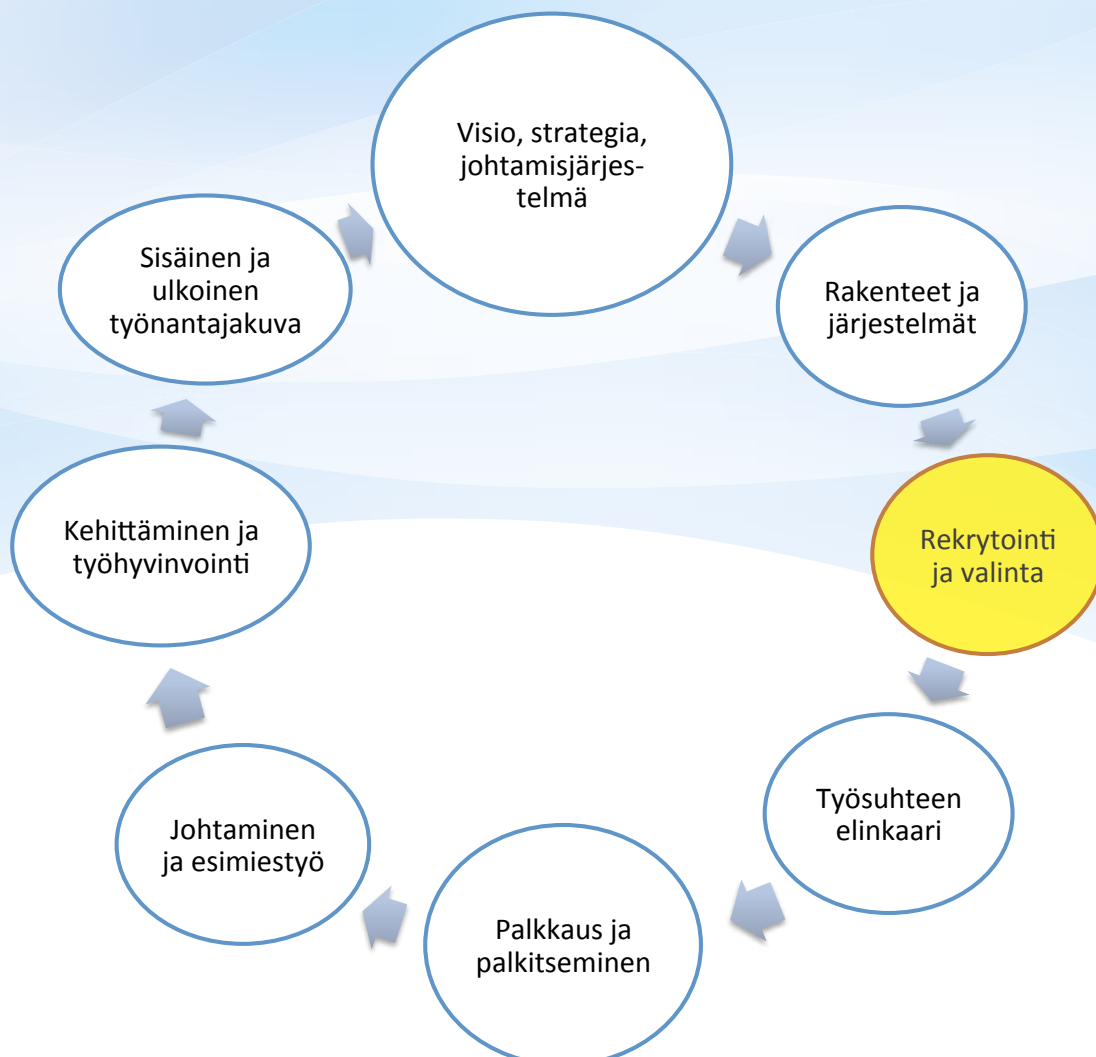 Visio, strategia,
johtamisjärjes-
telmä
Rakenteet ja
järjestelmät
Rekrytointi
ja valinta
Työsuhteen
elinkaari
Palkkaus ja
palkitseminen
Johtaminen
ja esimiestyö
Kehittäminen ja
työhyvinvointi
Sisäinen ja
ulkoinen
työnantajakuva